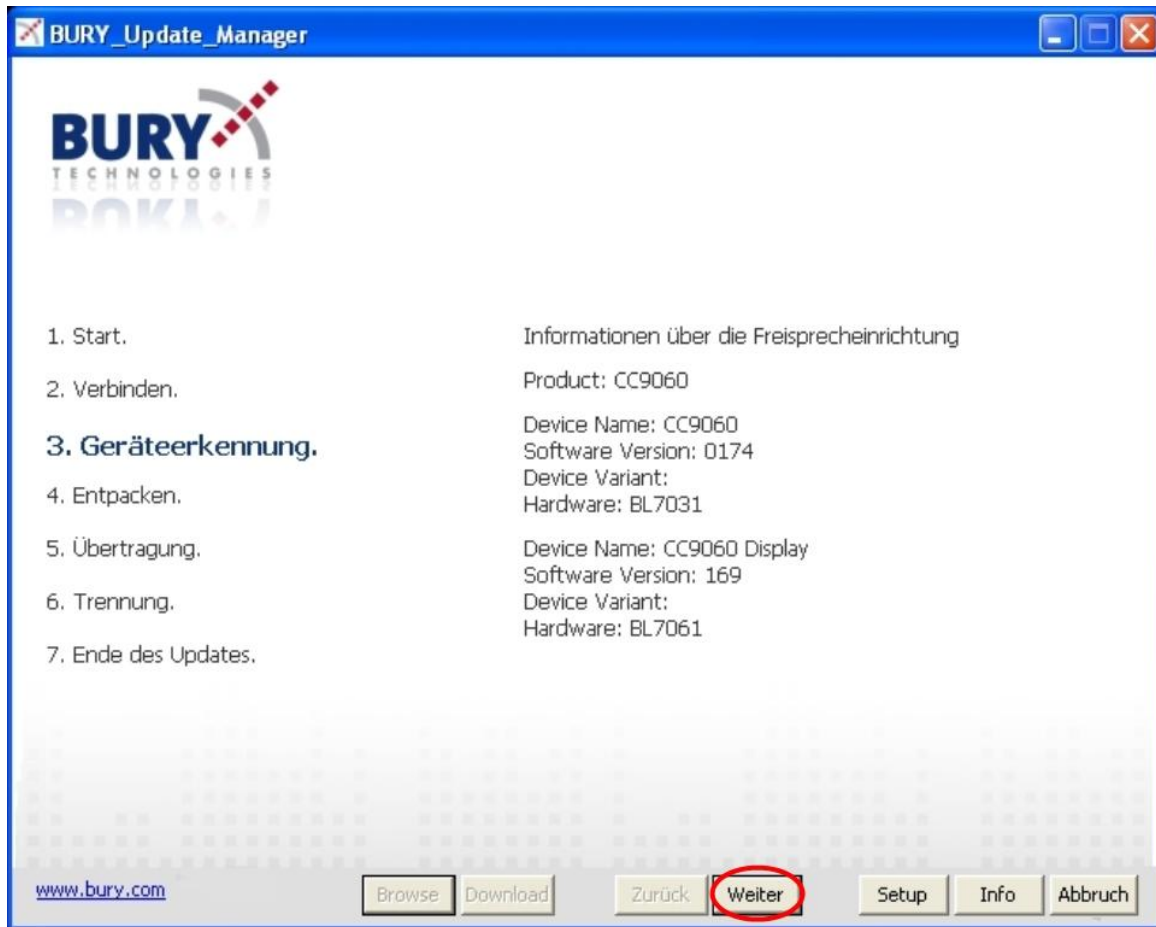 BURY_Update_Manager
BURY
TECHNOLOGIES
1. Start.
2. Verbinden.
3. Geräteerkennung.
4. Entpacken.
5. Übertragung.
6. Trennung.
7. Ende des Updates.
Informationen über die Freisprecheinrichtung
Product: CC9060
Device Name: CC9060
Software Version: 0174
Device Variant:
Hardware: BL7031
Device Name: CC9060 Display
Software Version: 169
Device Variant:
Hardware: BL7061
www.bury.com
Browse
Download
Zurück
Weiter
Setup
Info
Abbruch